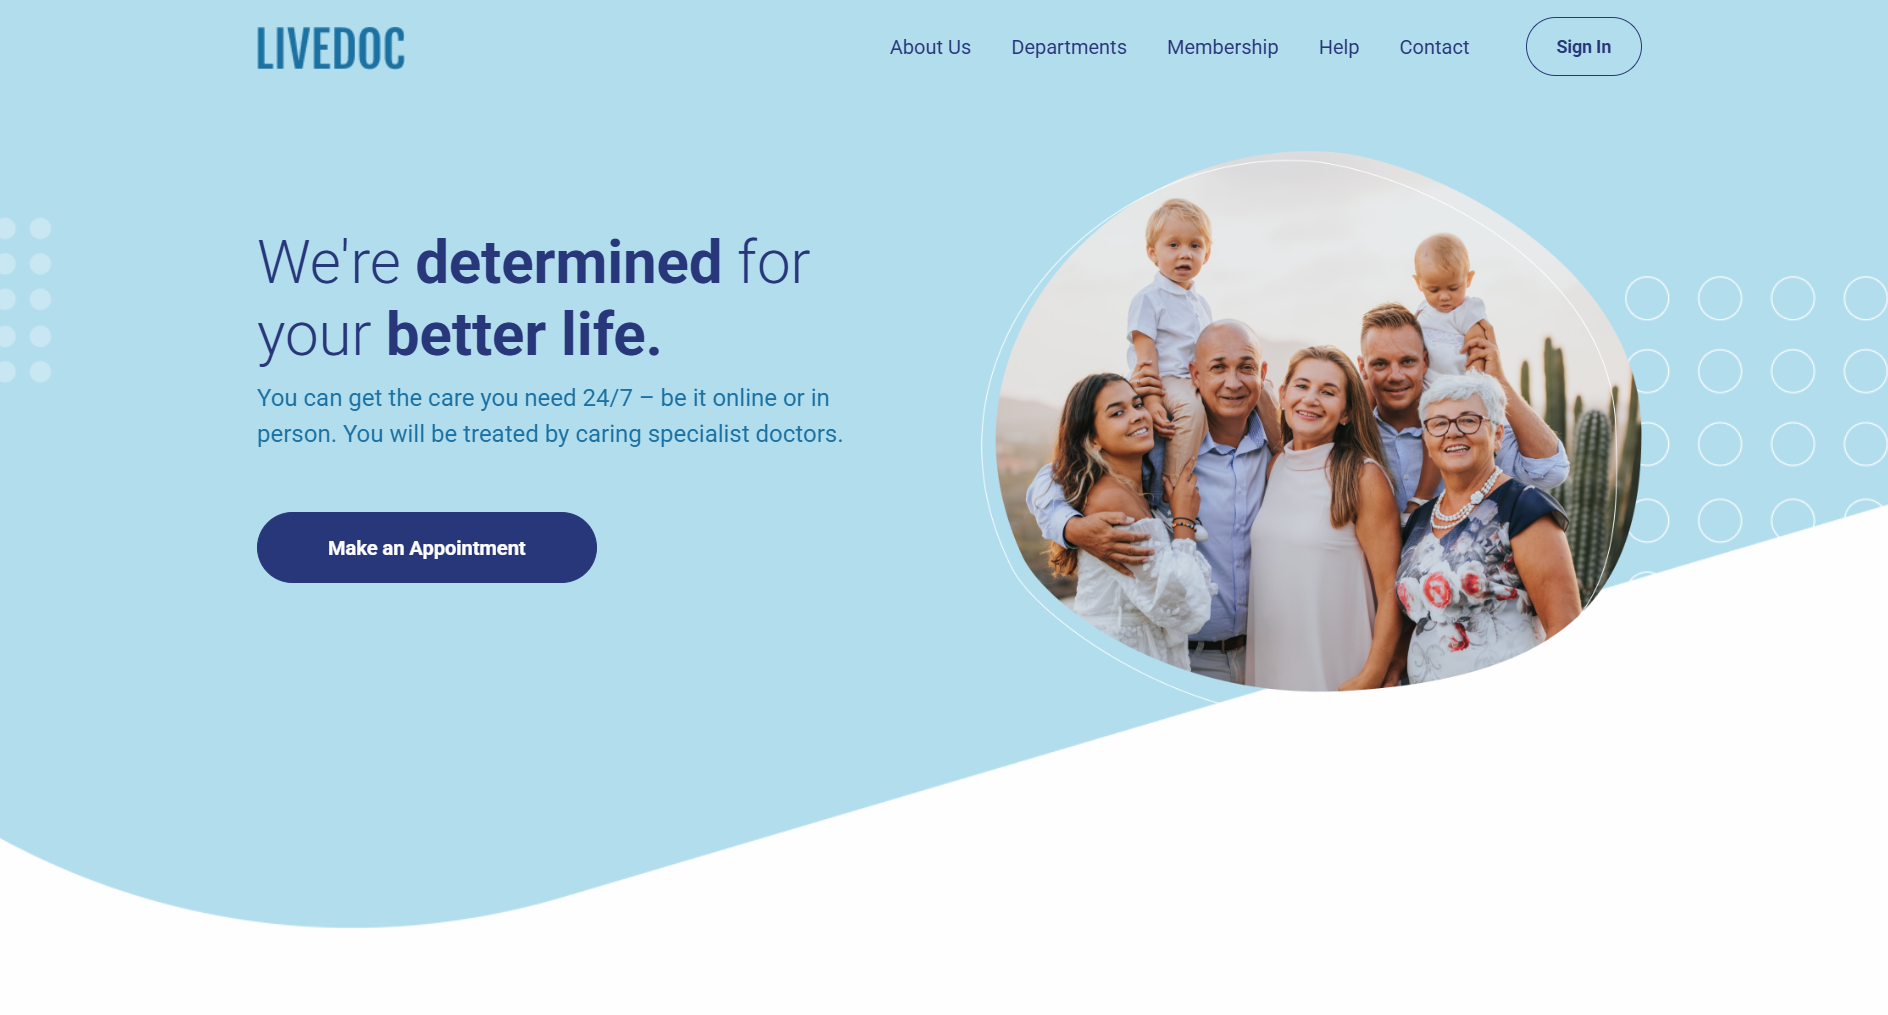 LIVEDOC
About Us
Departments
Membership
Help
Contact
Sign In
We're determined for
your better life.
You can get the care you need 24/7 – be it online or in
person. You will be treated by caring specialist doctors.
Make an Appointment